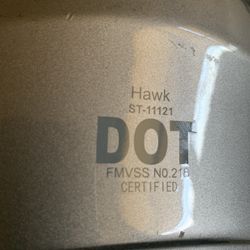 Hawk
ST-11121
DOT
FMVSS NO.218
CERTIFIED